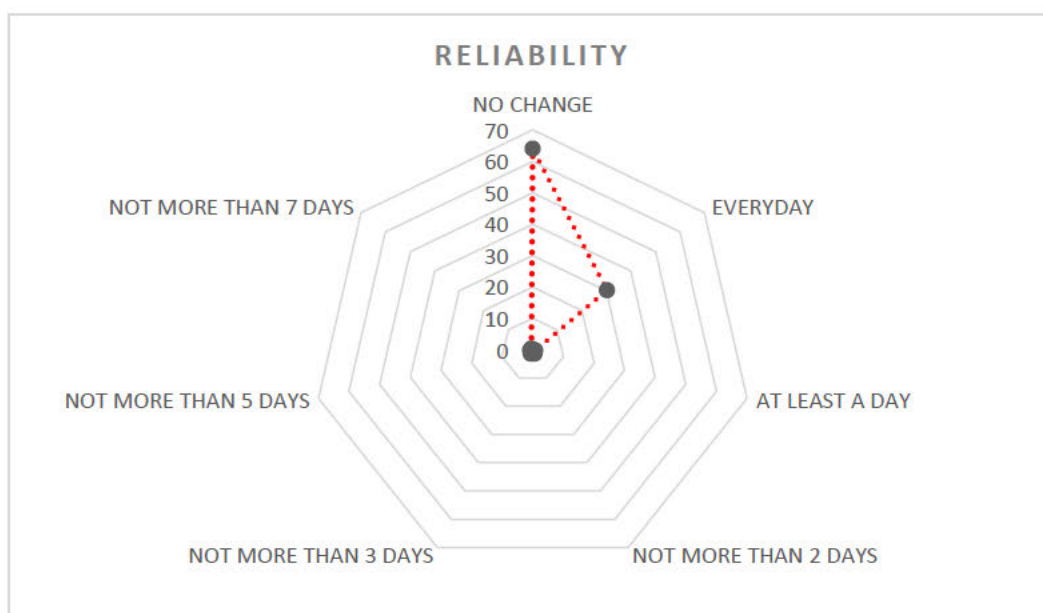 RELIABILITY
NO CHANGE
70
60
50
40
30
20
10
0
EVERYDAY
AT LEAST A DAY
NOT MORE THAN 2 DAYS
NOT MORE THAN 3 DAYS
NOT MORE THAN 5 DAYS
NOT MORE THAN 7 DAYS